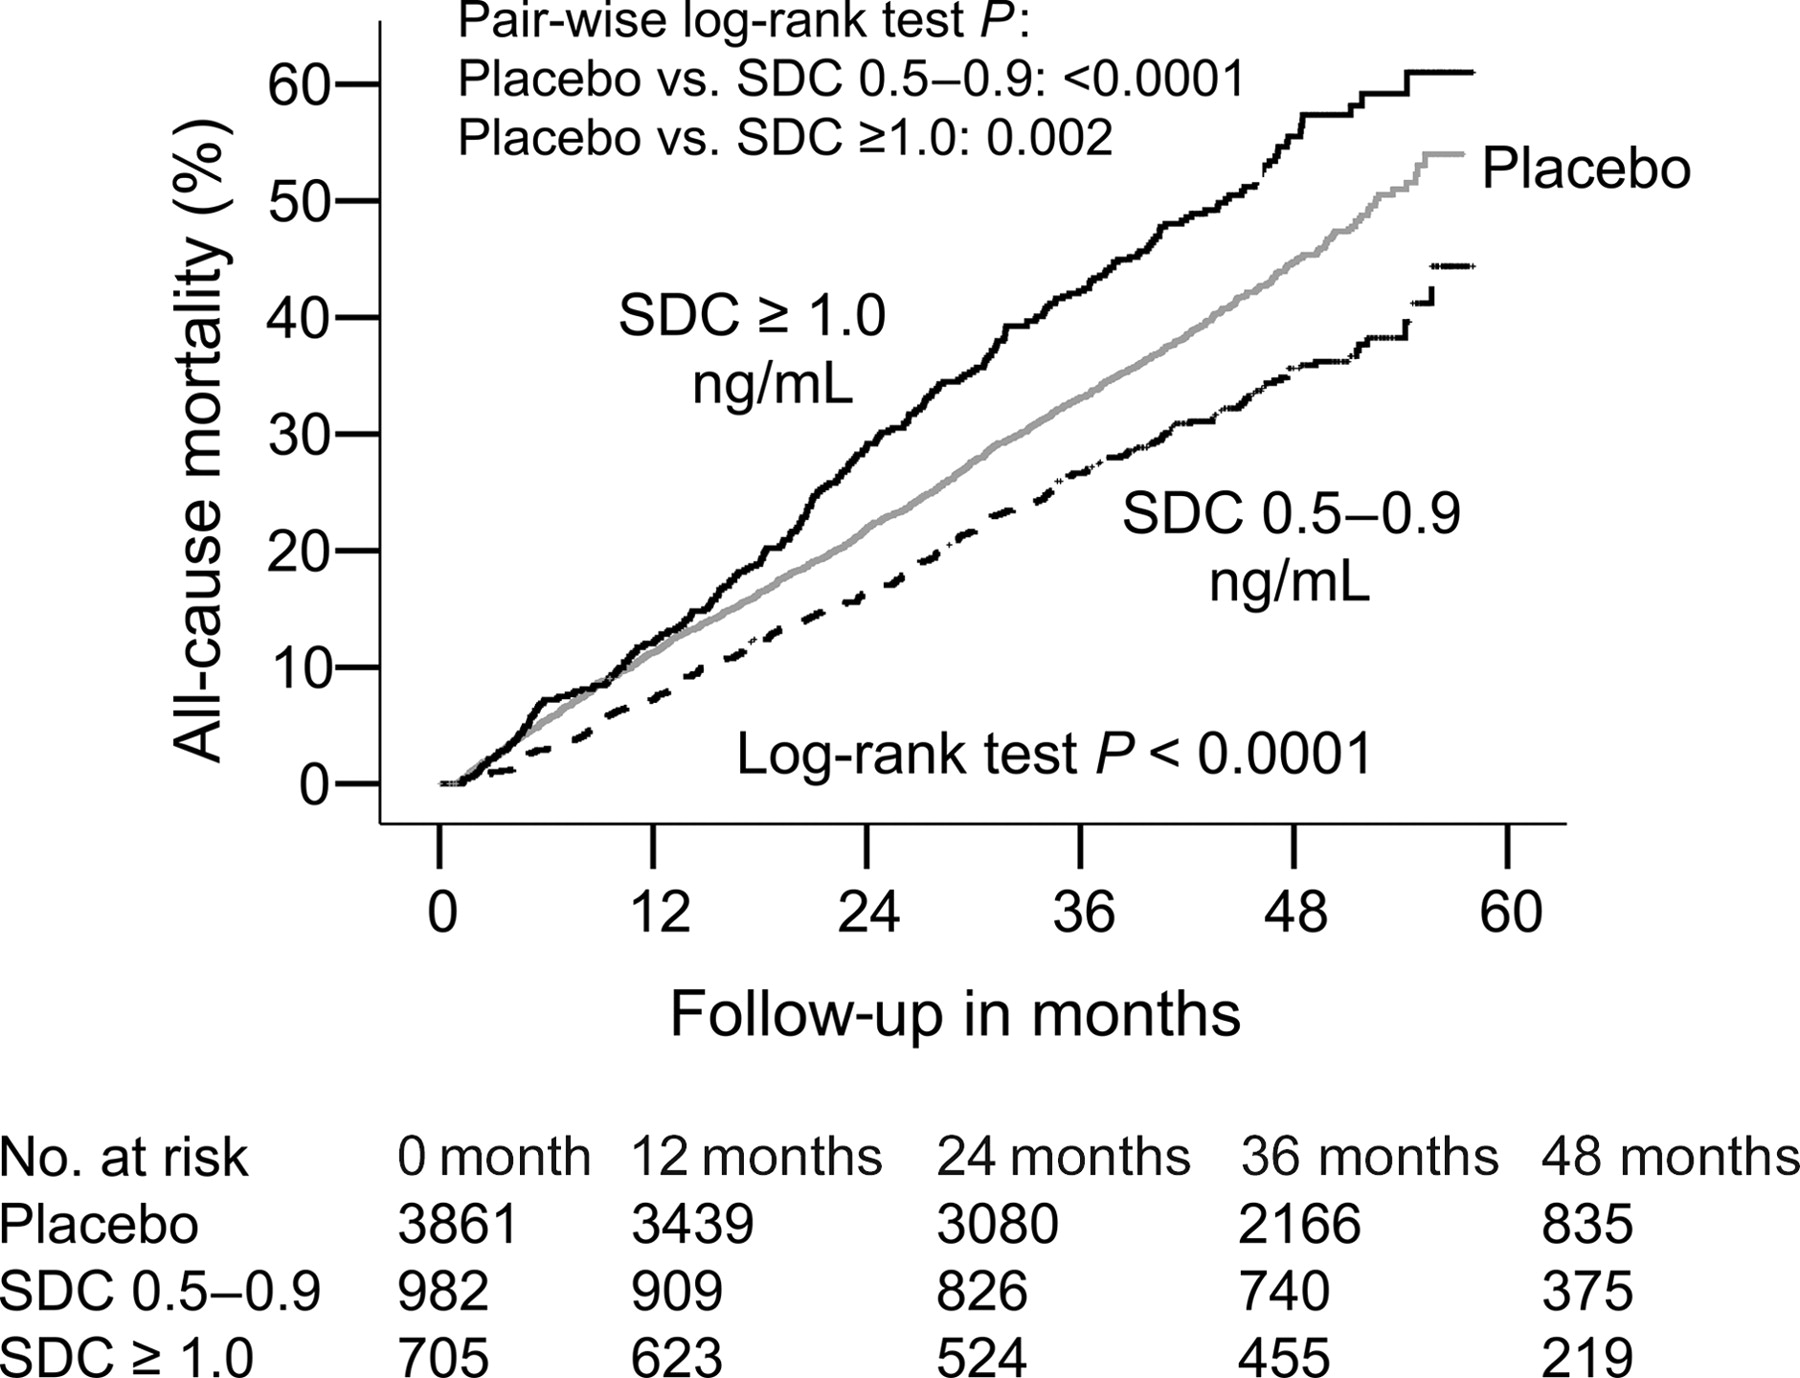 Pair-wise log-rank test P:
Placebo vs. SDC 0.5–0.9: <0.0001
Placebo vs. SDC ≥1.0: 0.002
All-cause mortality (%)
60
50
40
30
20
10
0
Placebo
SDC ≥ 1.0
ng/mL
SDC 0.5–0.9
ng/mL
Log-rank test P < 0.0001
0 12 24 36 48 60
Follow-up in months
No. at risk 0 month 12 months 24 months 36 months 48 months
Placebo 3861 3439 3080 2166 835
SDC 0.5–0.9 982 909 826 740 375
SDC ≥ 1.0 705 623 524 455 219